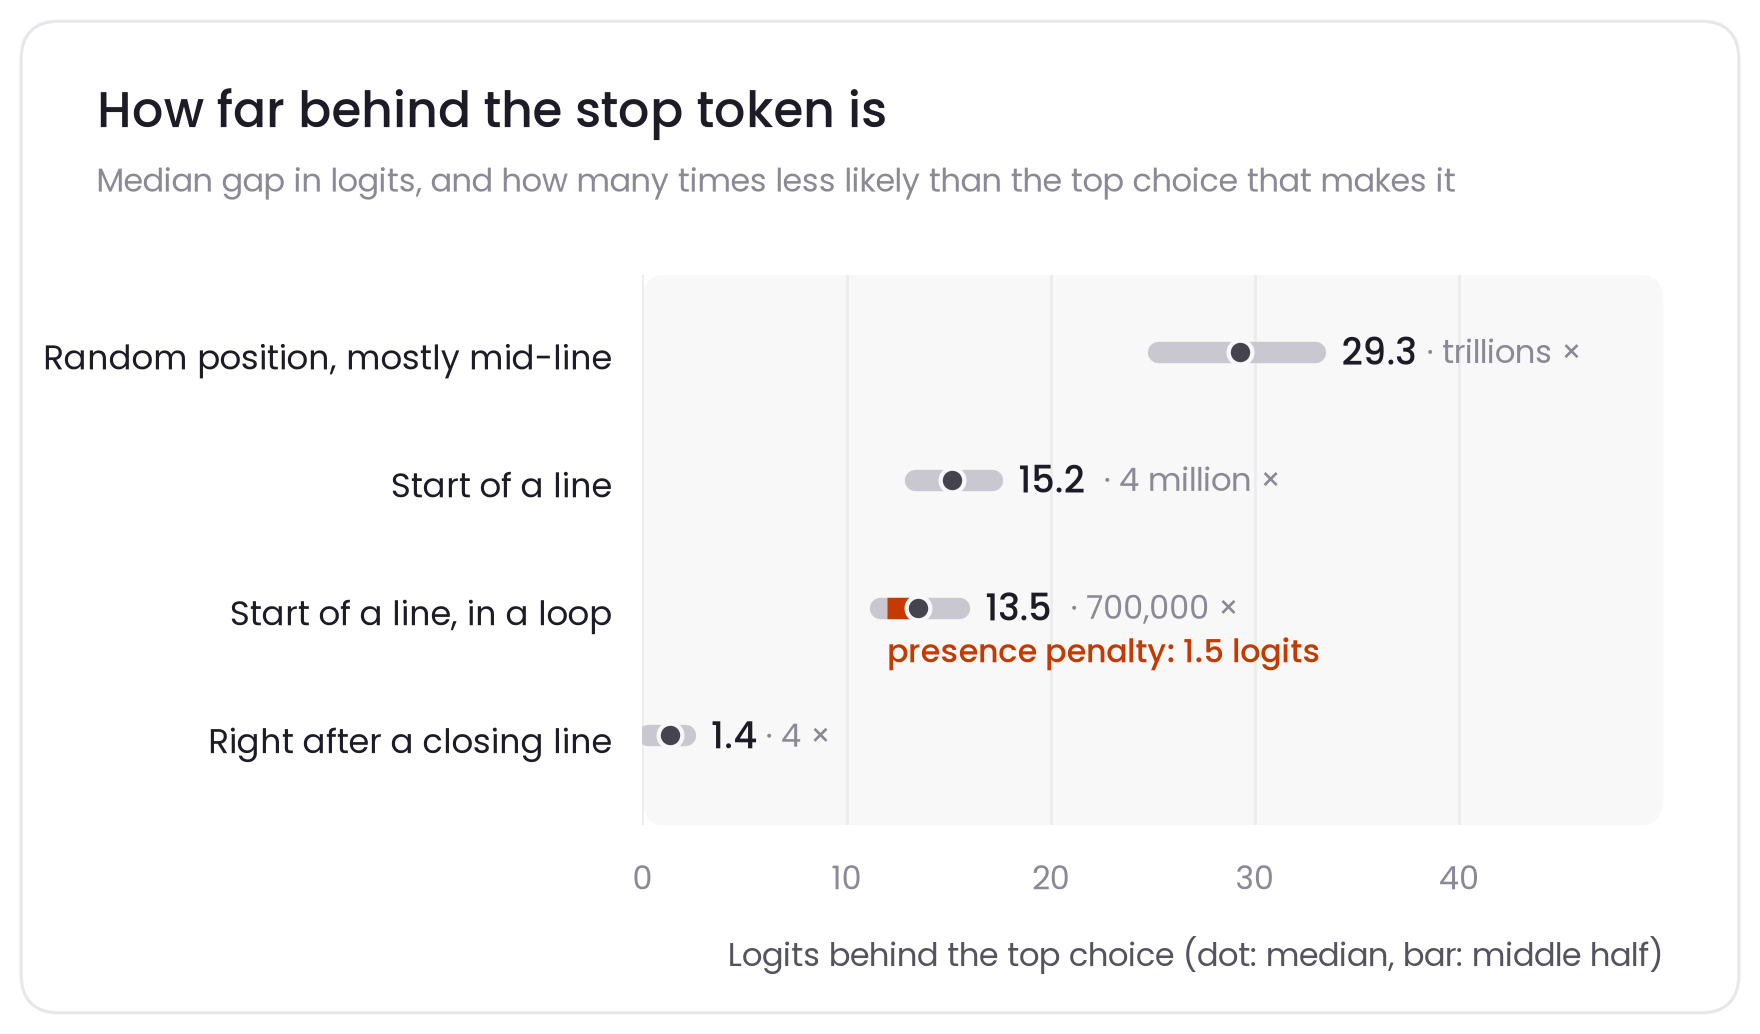 How far behind the stop token is
Median gap in logits, and how many times less likely than the top choice that makes it
Random position, mostly mid-line
29.3 · trillions ×
Start of a line
15.2 · 4 million ×
Start of a line, in a loop
13.5 · 700,000 ×
presence penalty: 1.5 logits
Right after a closing line
1.4 · 4 ×
0 10 20 30 40
Logits behind the top choice (dot: median, bar: middle half)